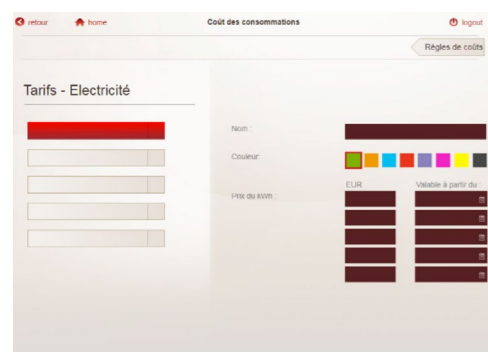 retour
home
Coût des consommations
logout
Règles de coûts
Tarifs - Electricité
Nom :
Couleur:
EUR
Valable à partir du :
Prix du kWh :